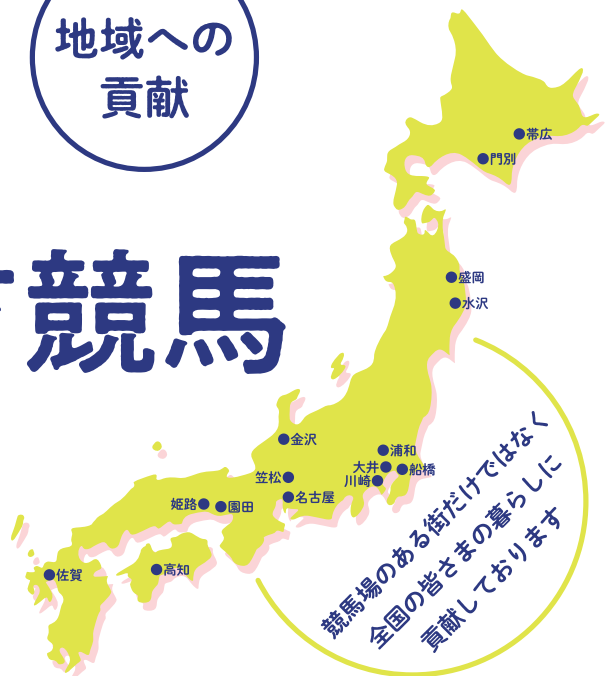 地域への
貢献
競馬
帯広
門別
盛岡
水沢
金沢
浦和
大井
船橋
笠松
川崎
名古屋
姫路
園田
高知
佐賀
競馬場のある街だけではなく
全国の皆さまの暮らしに
貢献しております